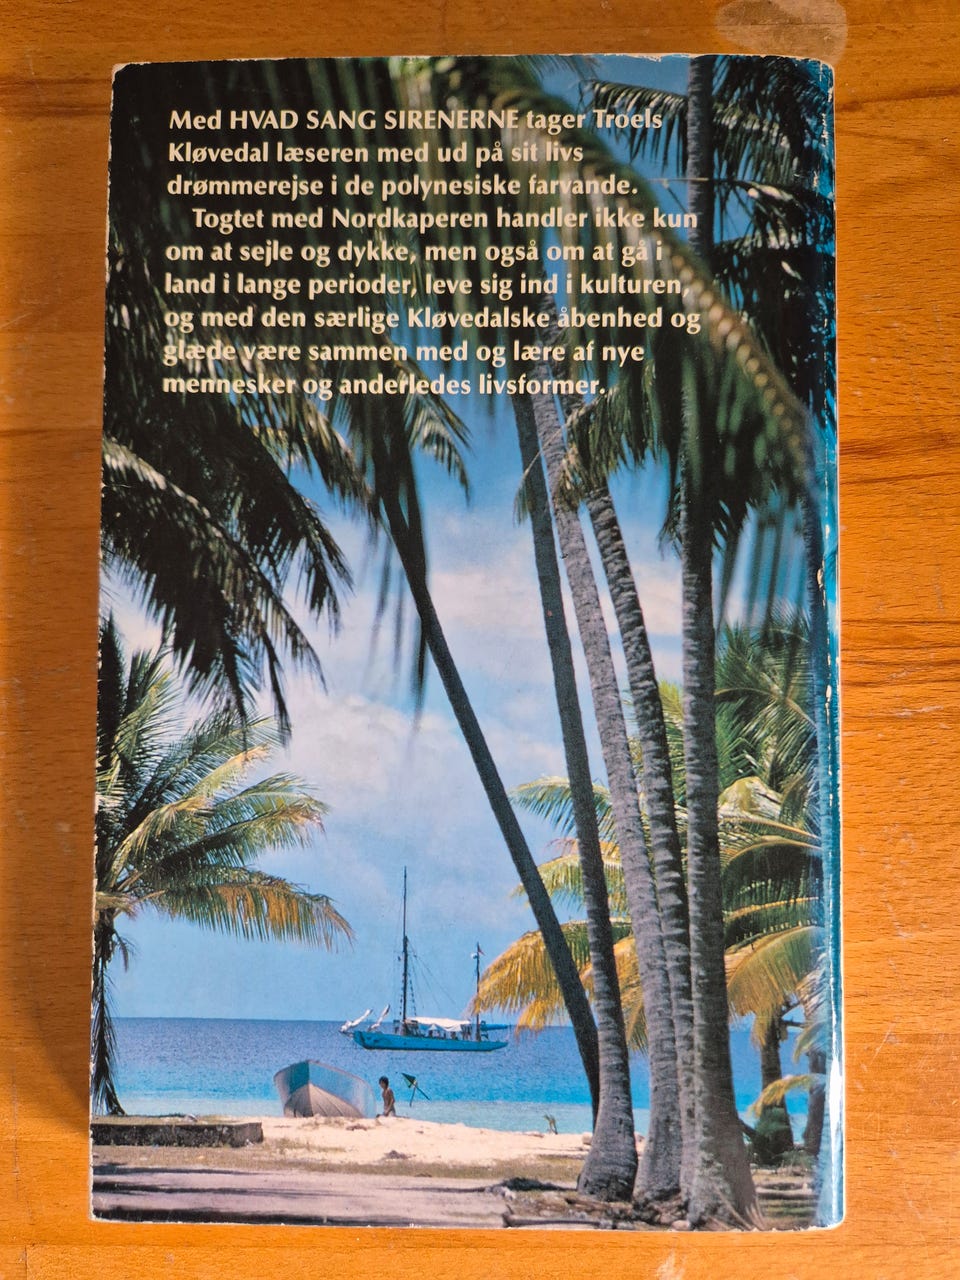 Med HVAD SANG SIRENERNE tager Troels
Kløvedal læseren med ud på sit livs
drømmerejse i de polynesiske farvande.
Togtet med Nordkaperen handler ikke kun
om at sejle og dykke, men også om at gå i
land i lange perioder, leve sig ind i kulturen,
og med den særlige Kløvedalske åbenhed og
glæde være sammen med og lære af nye
mennesker og anderledes livsformer.